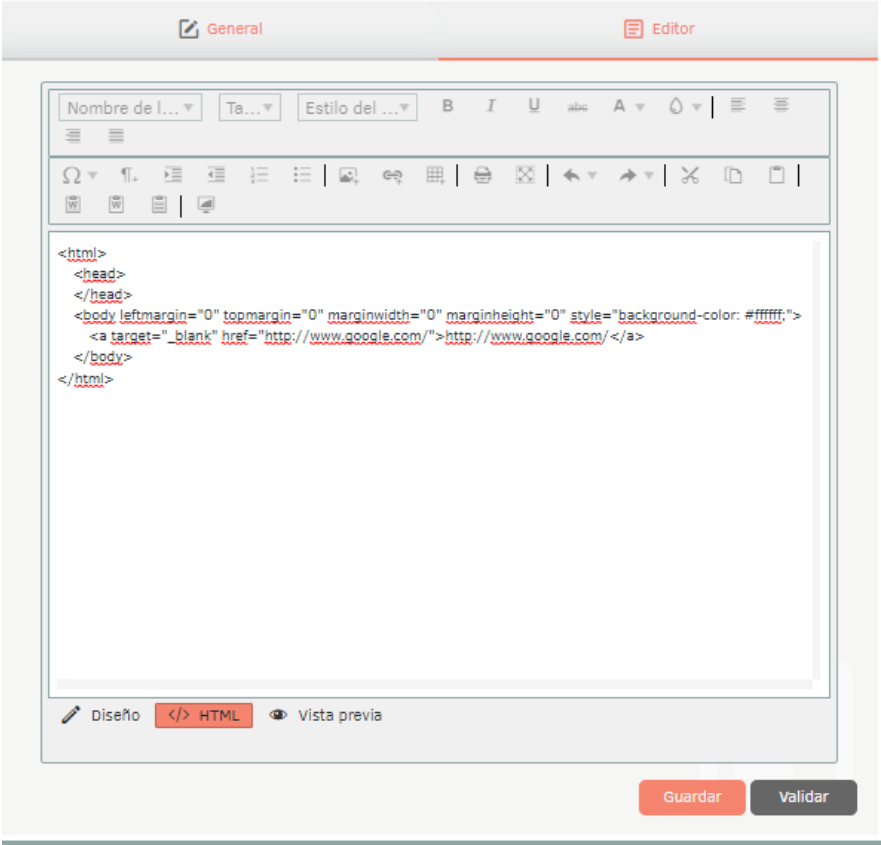 General
Editor
Nombre de l... Ta... Estilo del ... B I U abc A
Ω ¶
W W
<html>
<head>
</head>
<body leftmargin="0" topmargin="0" marginwidth="0" marginheight="0" style="background-color: #ffffff;">
<a target="_blank" href="http://www.google.com/">http://www.google.com/</a>
</body>
</html>
Diseño </> HTML Vista previa
Guardar Validar